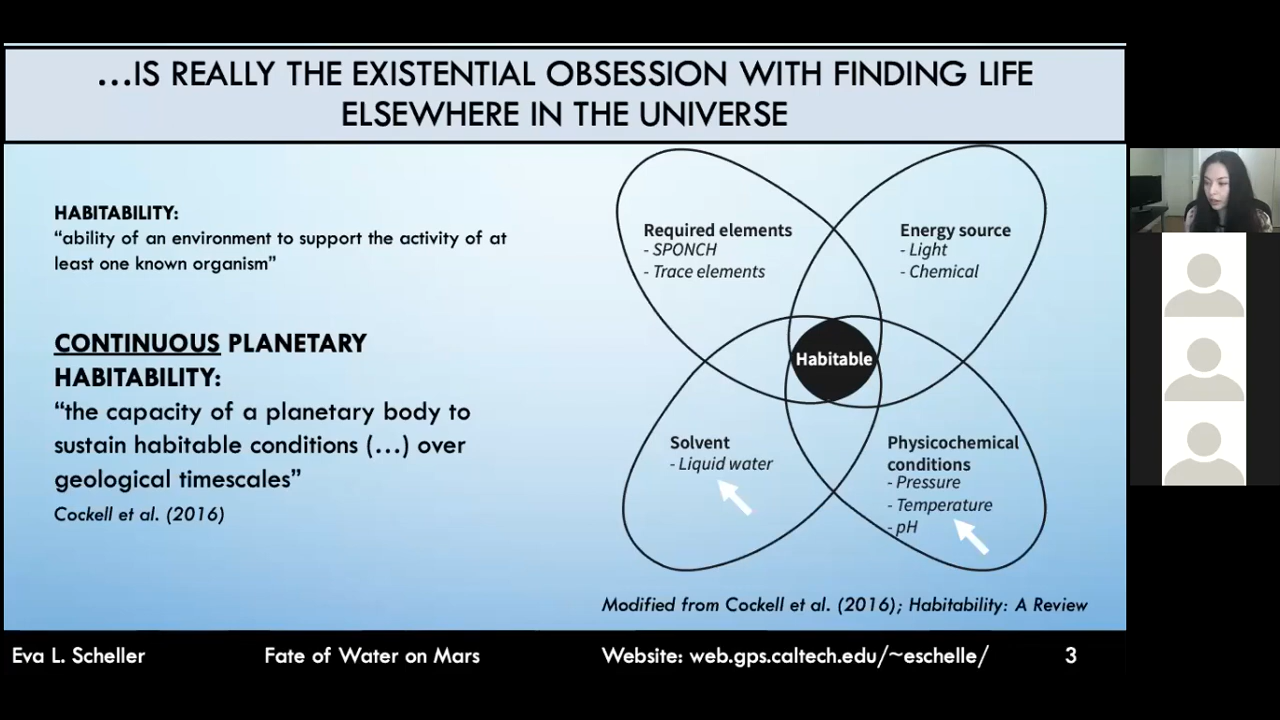 ...IS REALLY THE EXISTENTIAL OBSESSION WITH FINDING LIFE
ELSEWHERE IN THE UNIVERSE
HABITABILITY:
“ability of an environment to support the activity of at
least one known organism”
CONTINUOUS PLANETARY
HABITABILITY:
“the capacity of a planetary body to
sustain habitable conditions (...) over
geological timescales”
Cockell et al. (2016)
Required elements
- SPONCH
- Trace elements
Energy source
- Light
- Chemical
Habitable
Solvent
- Liquid water
Physicochemical
conditions
- Pressure
- Temperature
- pH
Modified from Cockell et al. (2016); Habitability: A Review
Eva L. Scheller
Fate of Water on Mars
Website: web.gps.caltech.edu/~eschelle/
3